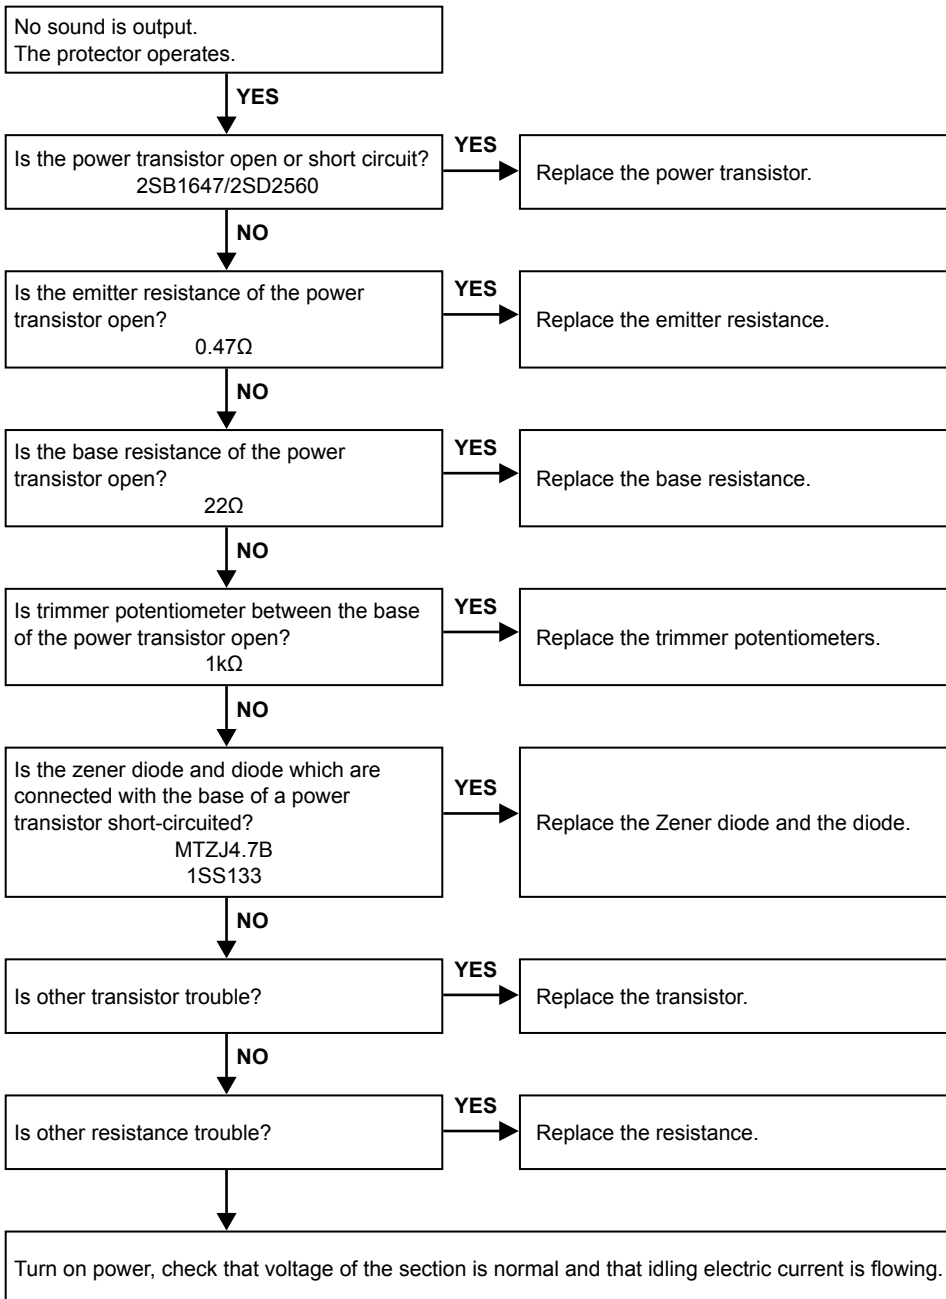 No sound is output.
The protector operates.
YES
Is the power transistor open or short circuit?
2SB1647/2SD2560
YES
Replace the power transistor.
NO
Is the emitter resistance of the power
transistor open?
0.47Ω
YES
Replace the emitter resistance.
NO
Is the base resistance of the power
transistor open?
22Ω
YES
Replace the base resistance.
NO
Is trimmer potentiometer between the base
of the power transistor open?
1kΩ
YES
Replace the trimmer potentiometers.
NO
Is the zener diode and diode which are
connected with the base of a power
transistor short-circuited?
MTZJ4.7B
1SS133
YES
Replace the Zener diode and the diode.
NO
Is other transistor trouble?
YES
Replace the transistor.
NO
Is other resistance trouble?
YES
Replace the resistance.
Turn on power, check that voltage of the section is normal and that idling electric current is flowing.